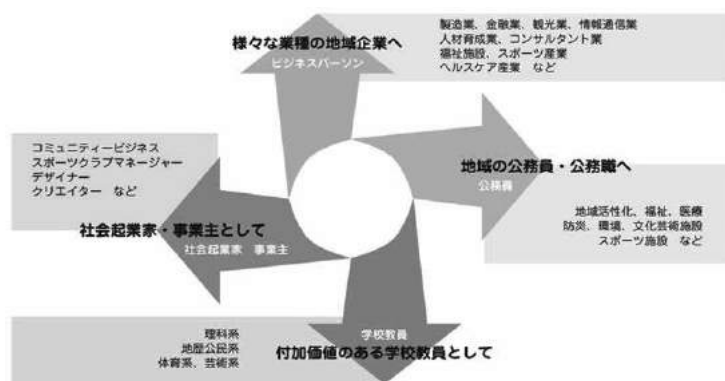 製造業、金融業、観光業、情報通信業
人材育成業、コンサルタント業
福祉施設、スポーツ産業
ヘルスケア産業　など
様々な業種の地域企業へ
ビジネスパーソン
地域の公務員・公務職へ
公務員
地域活性化、福祉、医療
防災、環境、文化芸術施設
スポーツ施設　など
コミュニティービジネス
スポーツクラブマネージャー
デザイナー
クリエイター　など
社会起業家・事業主として
社会起業家　事業主
学校教員
付加価値のある学校教員として
理科系
地歴公民系
体育系、芸術系